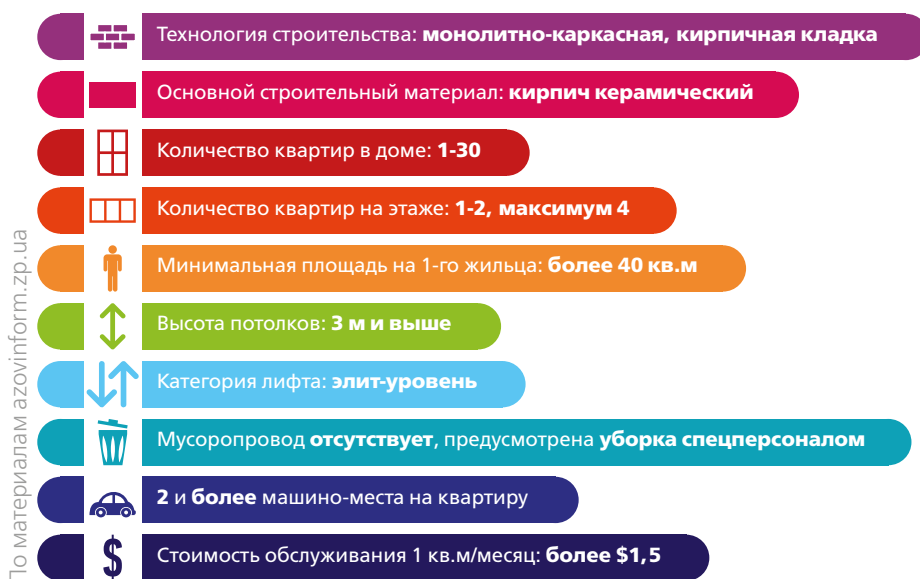 Технология строительства: монолитно-каркасная, кирпичная кладка
Основной строительный материал: кирпич керамический
Количество квартир в доме: 1-30
Количество квартир на этаже: 1-2, максимум 4
Минимальная площадь на 1-го жильца: более 40 кв.м
Высота потолков: 3 м и выше
Категория лифта: элит-уровень
Мусоропровод отсутствует, предусмотрена уборка спецперсоналом
2 и более машино-места на квартиру
$
Стоимость обслуживания 1 кв.м/месяц: более $1,5
По материалам azovinform.zp.ua